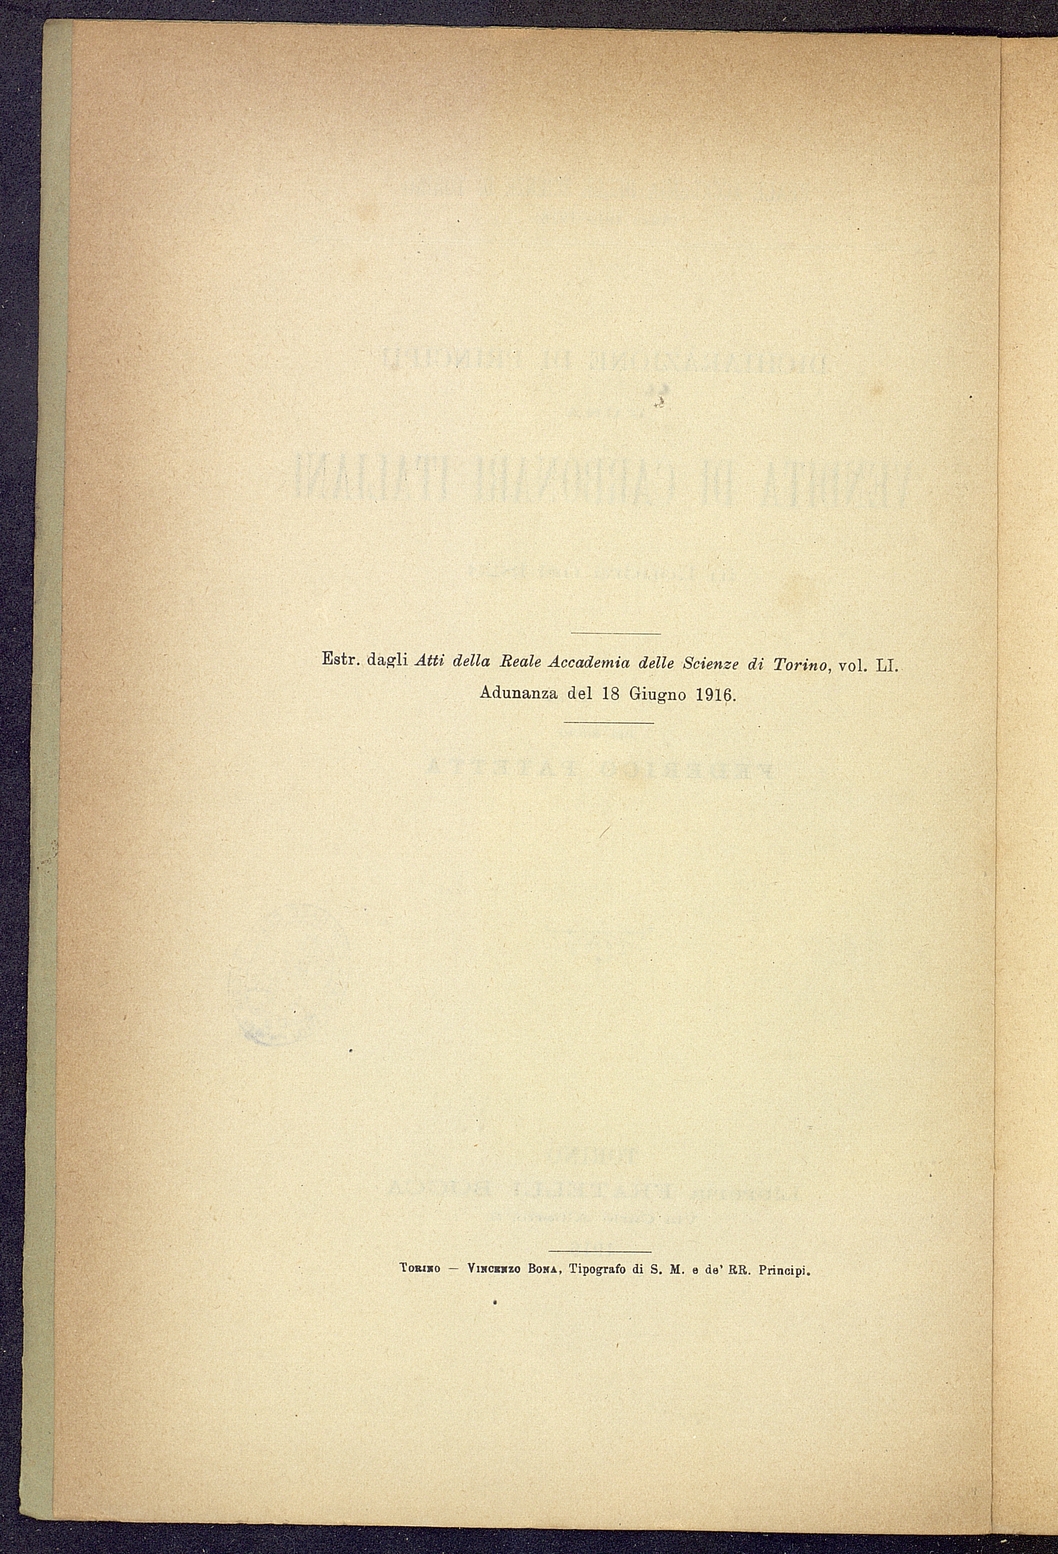 Estr. dagli Atti della Reale Accademia delle Scienze di Torino, vol. LI.
Adunanza del 18 Giugno 1916.
Torino — Vincenzo Bona, Tipografo di S. M. e de' RR. Principi.